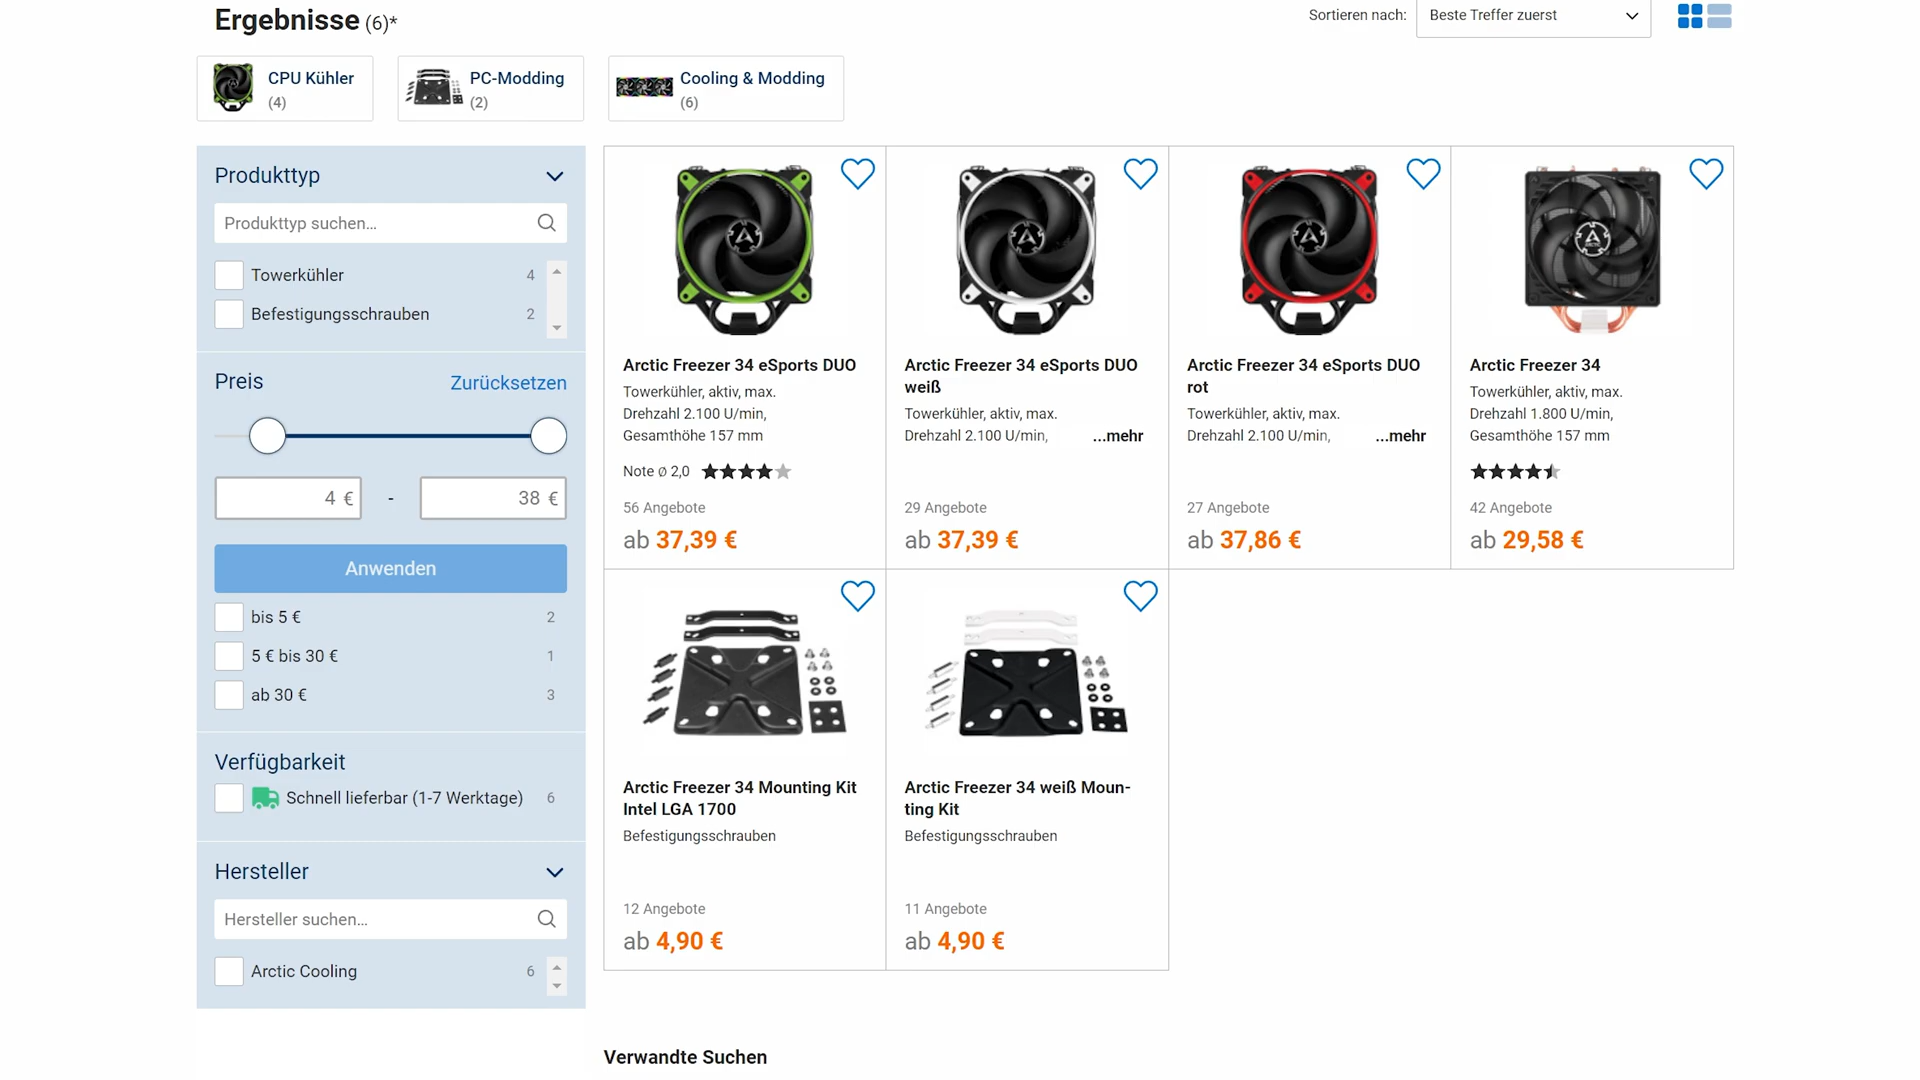 Ergebnisse (6)*
Sortieren nach:
Beste Treffer zuerst
CPU Kühler
(4)
PC-Modding
(2)
Cooling & Modding
(6)
Produkttyp
Produkttyp suchen...
Towerkühler 4
Befestigungsschrauben 2
Preis Zurücksetzen
4 € - 38 €
Anwenden
bis 5 € 2
5 € bis 30 € 1
ab 30 € 3
Verfügbarkeit
Schnell lieferbar (1-7 Werktage) 6
Hersteller
Hersteller suchen...
Arctic Cooling 6
Arctic Freezer 34 eSports DUO
Towerkühler, aktiv, max.
Drehzahl 2.100 U/min,
Gesamthöhe 157 mm
Note ∅ 2,0
56 Angebote
ab 37,39 €
Arctic Freezer 34 eSports DUO
weiß
Towerkühler, aktiv, max.
Drehzahl 2.100 U/min, ...mehr
29 Angebote
ab 37,39 €
Arctic Freezer 34 eSports DUO
rot
Towerkühler, aktiv, max.
Drehzahl 2.100 U/min, ...mehr
27 Angebote
ab 37,86 €
Arctic Freezer 34
Towerkühler, aktiv, max.
Drehzahl 1.800 U/min,
Gesamthöhe 157 mm
42 Angebote
ab 29,58 €
Arctic Freezer 34 Mounting Kit
Intel LGA 1700
Befestigungsschrauben
12 Angebote
ab 4,90 €
Arctic Freezer 34 weiß Moun-
ting Kit
Befestigungsschrauben
11 Angebote
ab 4,90 €
Verwandte Suchen